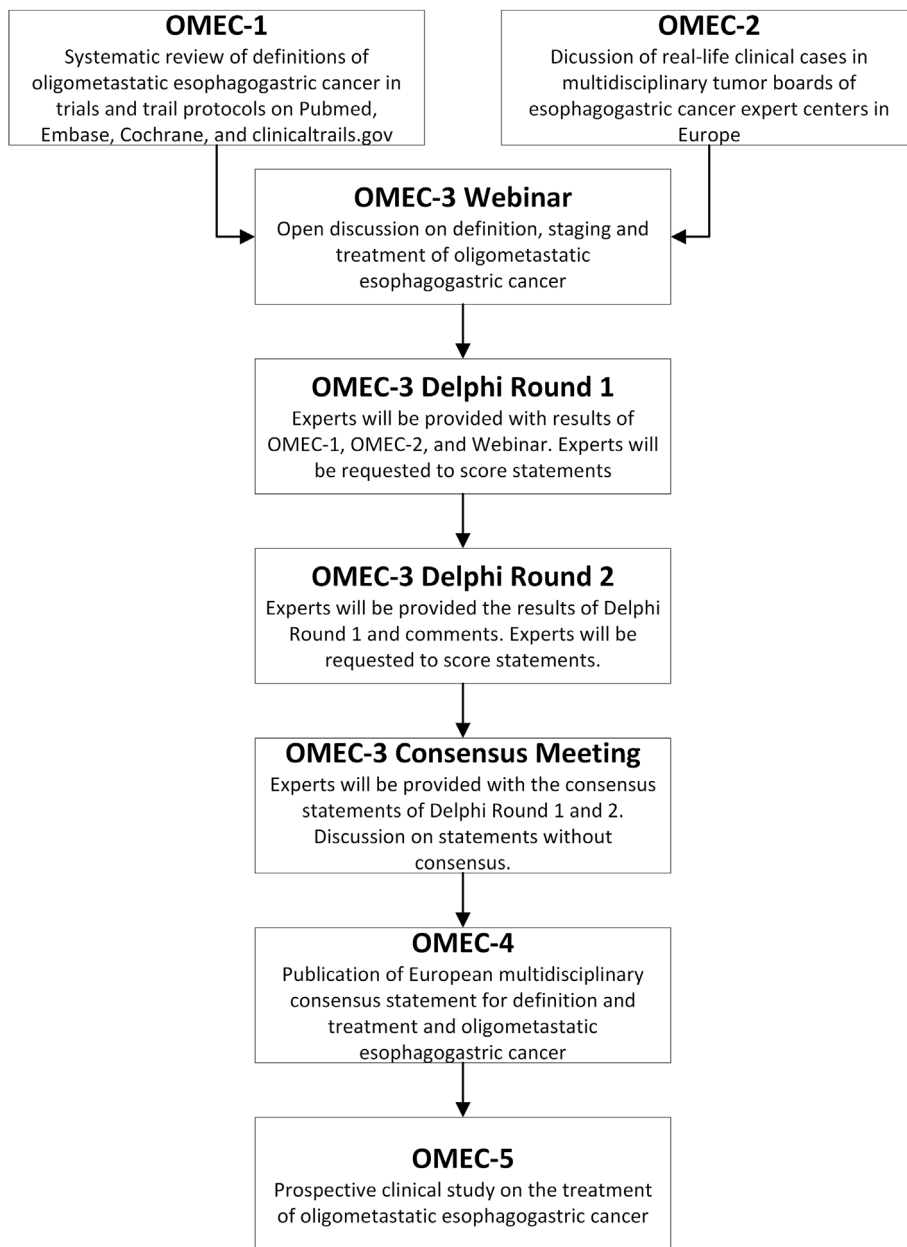 OMEC-1
Systematic review of definitions of
oligometastatic esophagogastric cancer in
trials and trail protocols on Pubmed,
Embase, Cochrane, and clinicaltrails.gov
OMEC-2
Dicussion of real-life clinical cases in
multidisciplinary tumor boards of
esophagogastric cancer expert centers in
Europe
OMEC-3 Webinar
Open discussion on definition, staging and
treatment of oligometastatic
esophagogastric cancer
OMEC-3 Delphi Round 1
Experts will be provided with results of
OMEC-1, OMEC-2, and Webinar. Experts will
be requested to score statements
OMEC-3 Delphi Round 2
Experts will be provided the results of Delphi
Round 1 and comments. Experts will be
requested to score statements.
OMEC-3 Consensus Meeting
Experts will be provided with the consensus
statements of Delphi Round 1 and 2.
Discussion on statements without
consensus.
OMEC-4
Publication of European multidisciplinary
consensus statement for definition and
treatment and oligometastatic
esophagogastric cancer
OMEC-5
Prospective clinical study on the treatment
of oligometastatic esophagogastric cancer